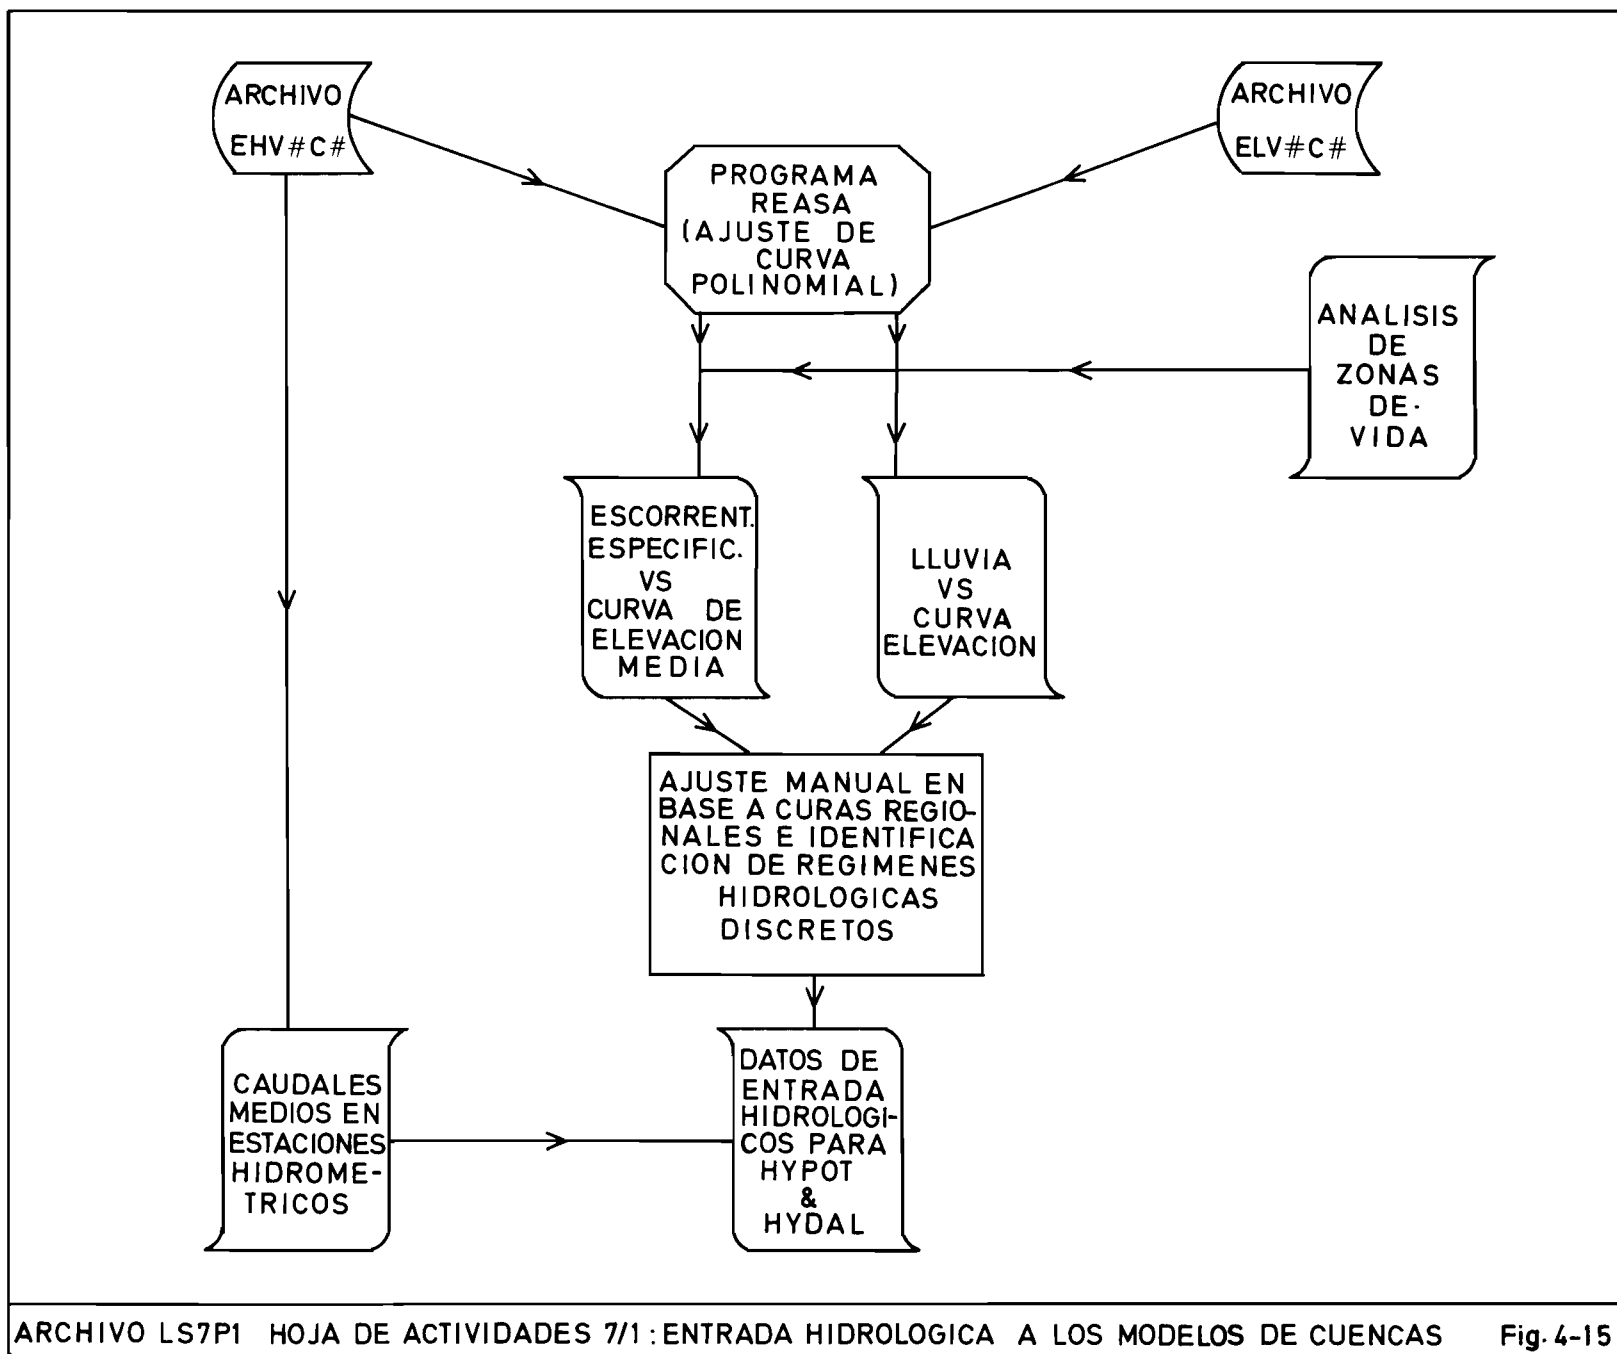 ARCHIVO
EHV#C#
ARCHIVO
ELV#C#
PROGRAMA
REASA
(AJUSTE DE
CURVA
POLINOMIAL)
ANALISIS
DE
ZONAS
DE·
VIDA
ESCORRENT.
ESPECIFIC.
VS
CURVA DE
ELEVACION
MEDIA
LLUVIA
VS
CURVA
ELEVACION
AJUSTE MANUAL EN
BASE A CURAS REGIO-
NALES E IDENTIFICA
CION DE REGIMENES
HIDROLOGICAS
DISCRETOS
CAUDALES
MEDIOS EN
ESTACIONES
HIDROME-
TRICOS
DATOS DE
ENTRADA
HIDROLOGI-
COS PARA
HYPOT
&
HYDAL
ARCHIVO LS7P1 HOJA DE ACTIVIDADES 7/1 : ENTRADA HIDROLOGICA A LOS MODELOS DE CUENCAS Fig. 4-15